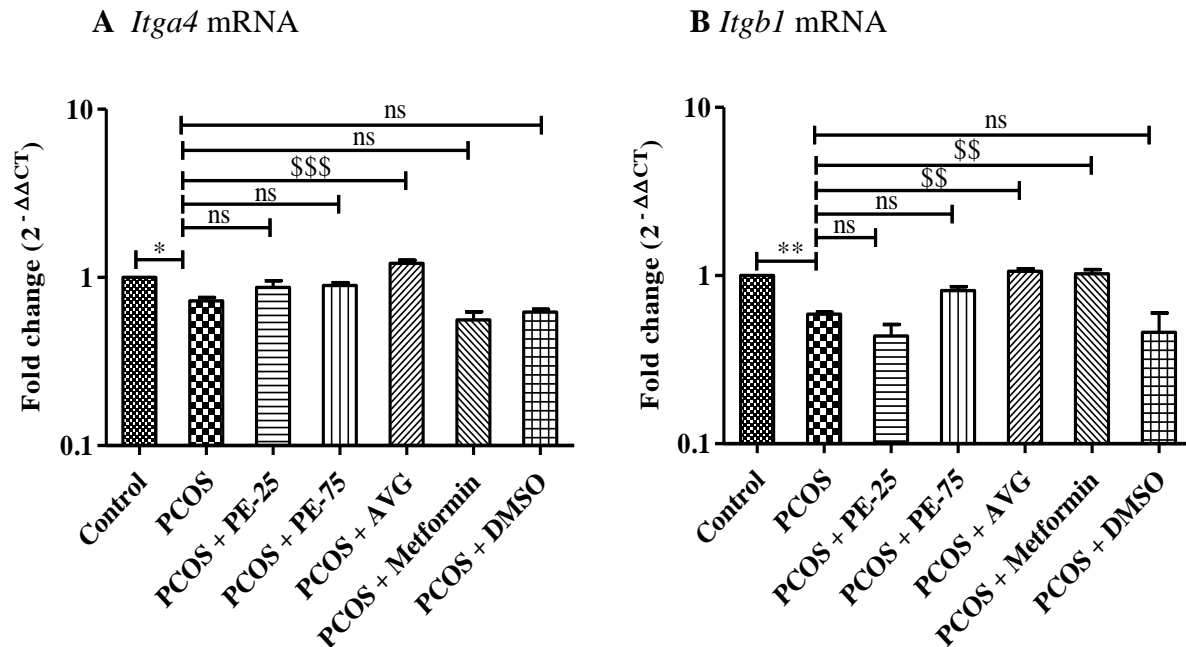 A Itga4 mRNA
Fold change (2 - ΔΔCT)
10
1
0.1
ns
ns
$$$
ns
ns
*
Control
PCOS
PCOS + PE-25
PCOS + PE-75
PCOS + AVG
PCOS + Metformin
PCOS + DMSO
B Itgb1 mRNA
Fold change (2 - ΔΔCT)
10
1
0.1
ns
$$
$$
ns
ns
**
Control
PCOS
PCOS + PE-25
PCOS + PE-75
PCOS + AVG
PCOS + Metformin
PCOS + DMSO